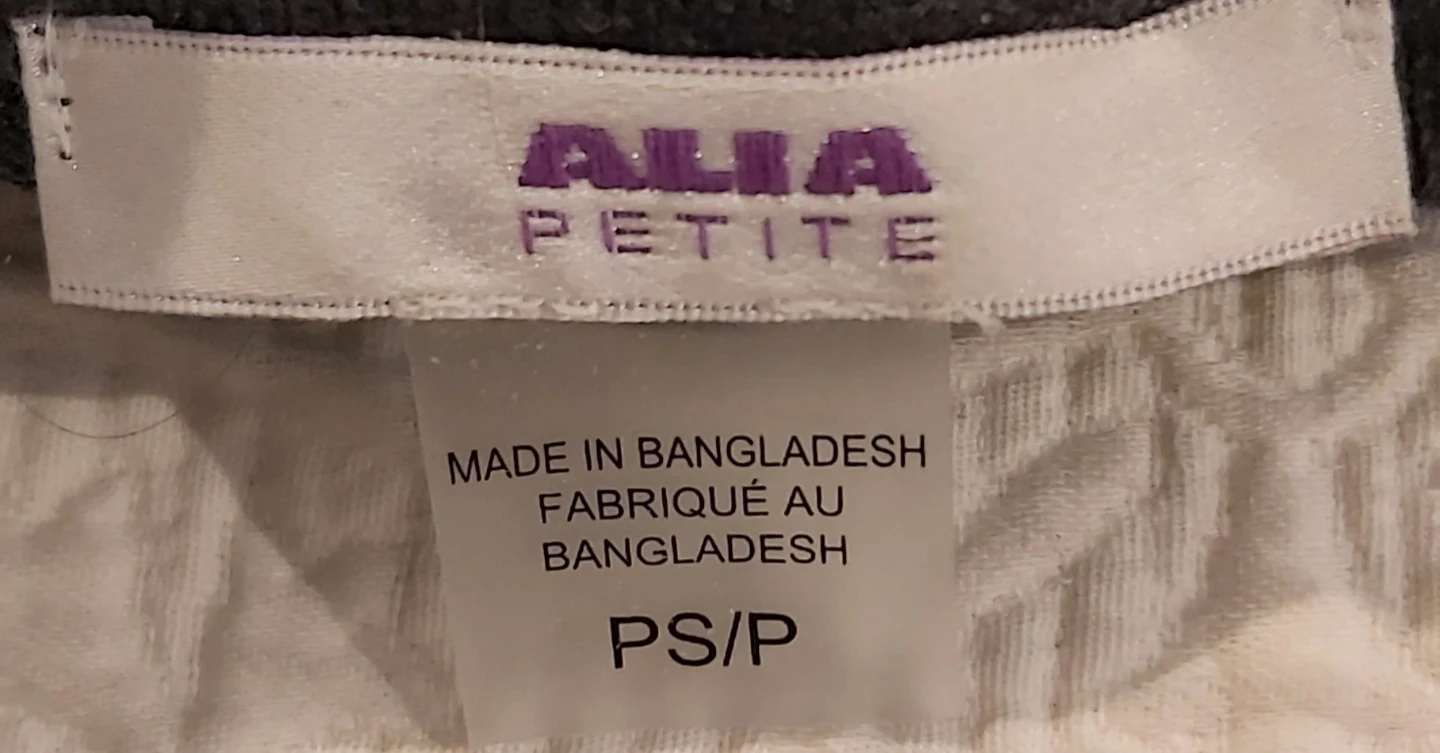 ALIA
PETITE
MADE IN BANGLADESH
FABRIQUÉ AU
BANGLADESH
PS/P